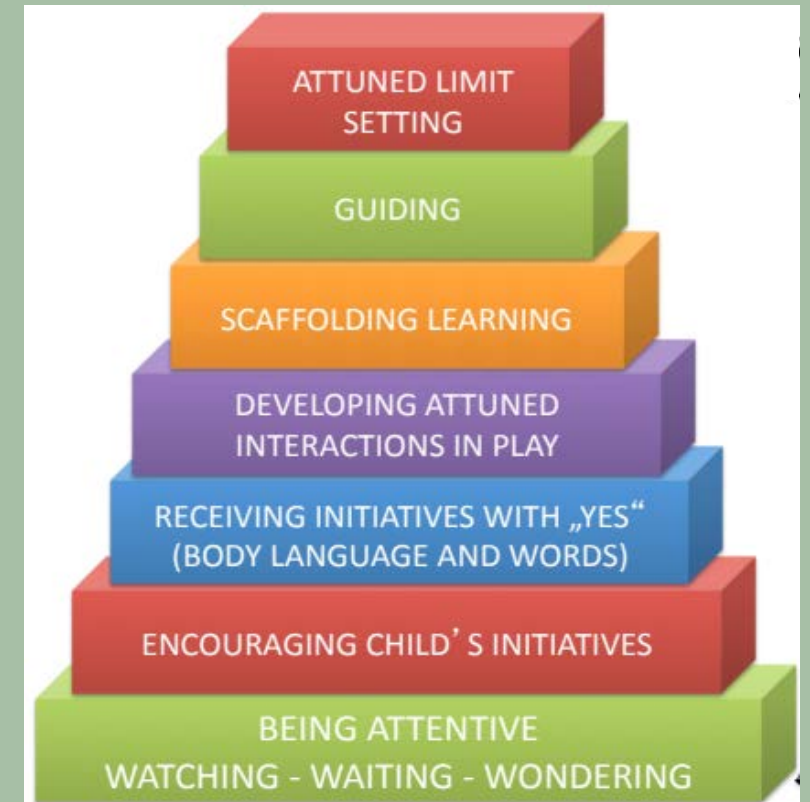 ATTUNED LIMIT
SETTING
GUIDING
SCAFFOLDING LEARNING
DEVELOPING ATTUNED
INTERACTIONS IN PLAY
RECEIVING INITIATIVES WITH „YES“
(BODY LANGUAGE AND WORDS)
ENCOURAGING CHILD’ S INITIATIVES
BEING ATTENTIVE
WATCHING - WAITING - WONDERING